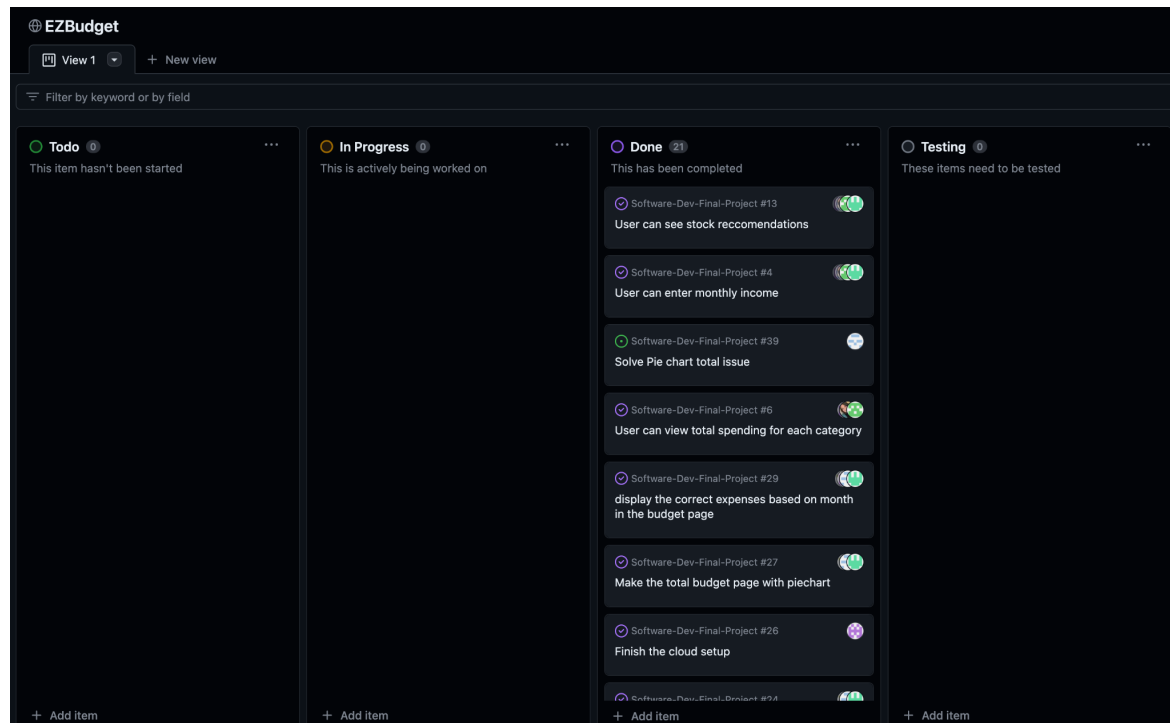 EZBudget
View 1
+ New view
Filter by keyword or by field
Todo 0
This item hasn't been started
+ Add item
In Progress 0
This is actively being worked on
+ Add item
Done 21
This has been completed
Software-Dev-Final-Project #13
User can see stock reccomendations
Software-Dev-Final-Project #4
User can enter monthly income
Software-Dev-Final-Project #39
Solve Pie chart total issue
Software-Dev-Final-Project #6
User can view total spending for each category
Software-Dev-Final-Project #29
display the correct expenses based on month
in the budget page
Software-Dev-Final-Project #27
Make the total budget page with piechart
Software-Dev-Final-Project #26
Finish the cloud setup
Software-Dev-Final-Project #24
+ Add item
Testing 0
These items need to be tested
+ Add item